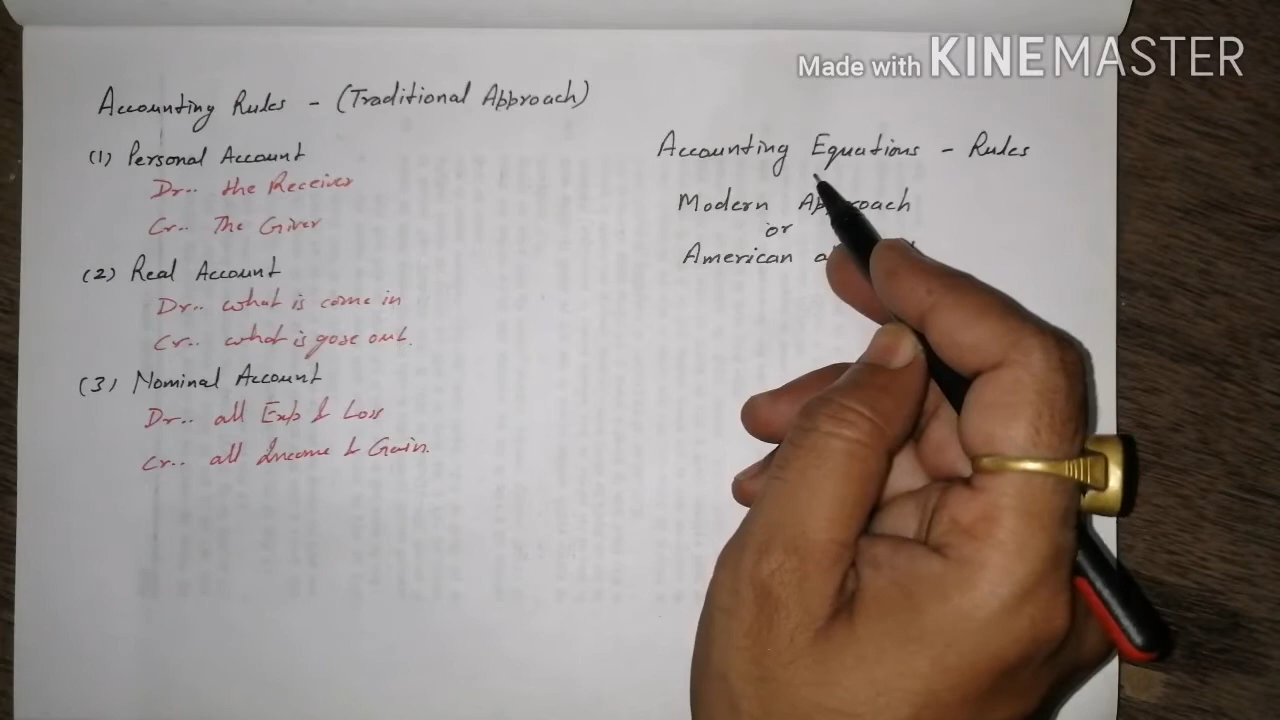 Made with KINEMASTER
Accounting Rules - (Traditional Approach)
(1) Personal Account
Dr.. the Receiver
Cr.. The Giver
(2) Real Account
Dr.. what is come in
Cr.. what is gose out.
(3) Nominal Account
Dr.. all Exp & Loss
Cr.. all Income & Gain.
Accounting Equations - Rules
Modern Approach
or
American